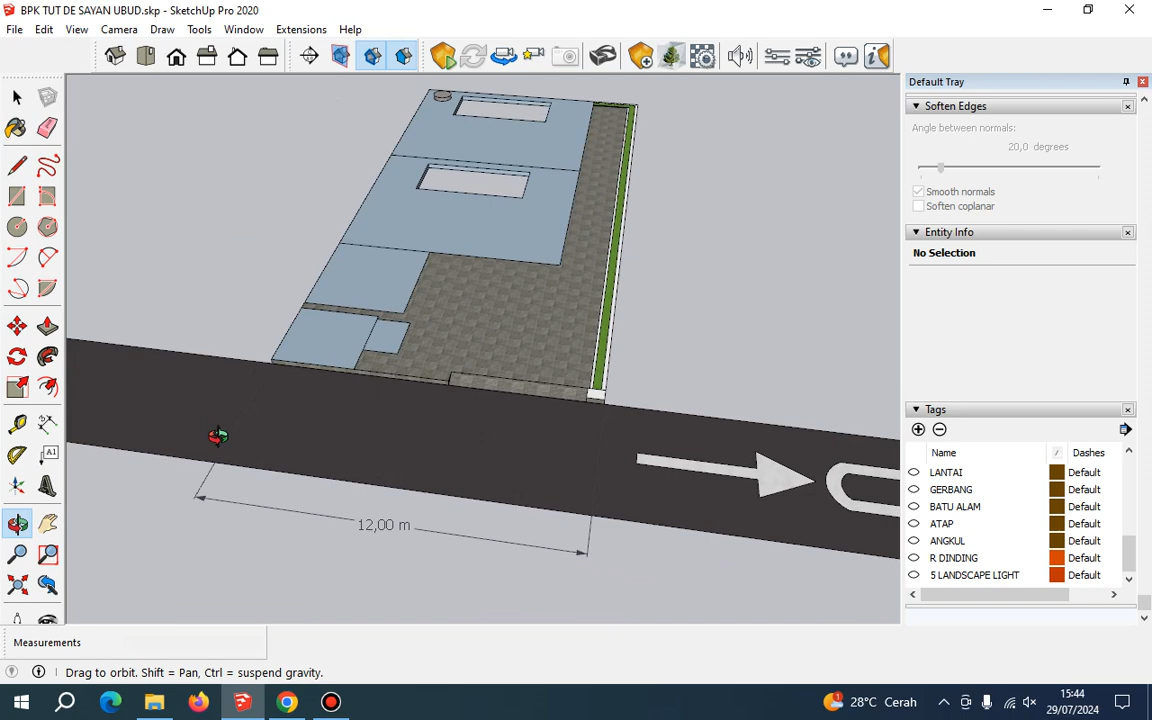 BPK TUT DE SAYAN UBUD.skp - SketchUp Pro 2020
File Edit View Camera Draw Tools Window Extensions Help
Default Tray
Soften Edges
Angle between normals:
20,0 degrees
Smooth normals
Soften coplanar
Entity Info
No Selection
Tags
Name Dashes
LANTAI Default
GERBANG Default
BATU ALAM Default
ATAP Default
ANGKUL Default
R DINDING Default
5 LANDSCAPE LIGHT Default
A1
12,00 m
Measurements
Drag to orbit. Shift = Pan, Ctrl = suspend gravity.
1 28°C Cerah
15:44
29/07/2024